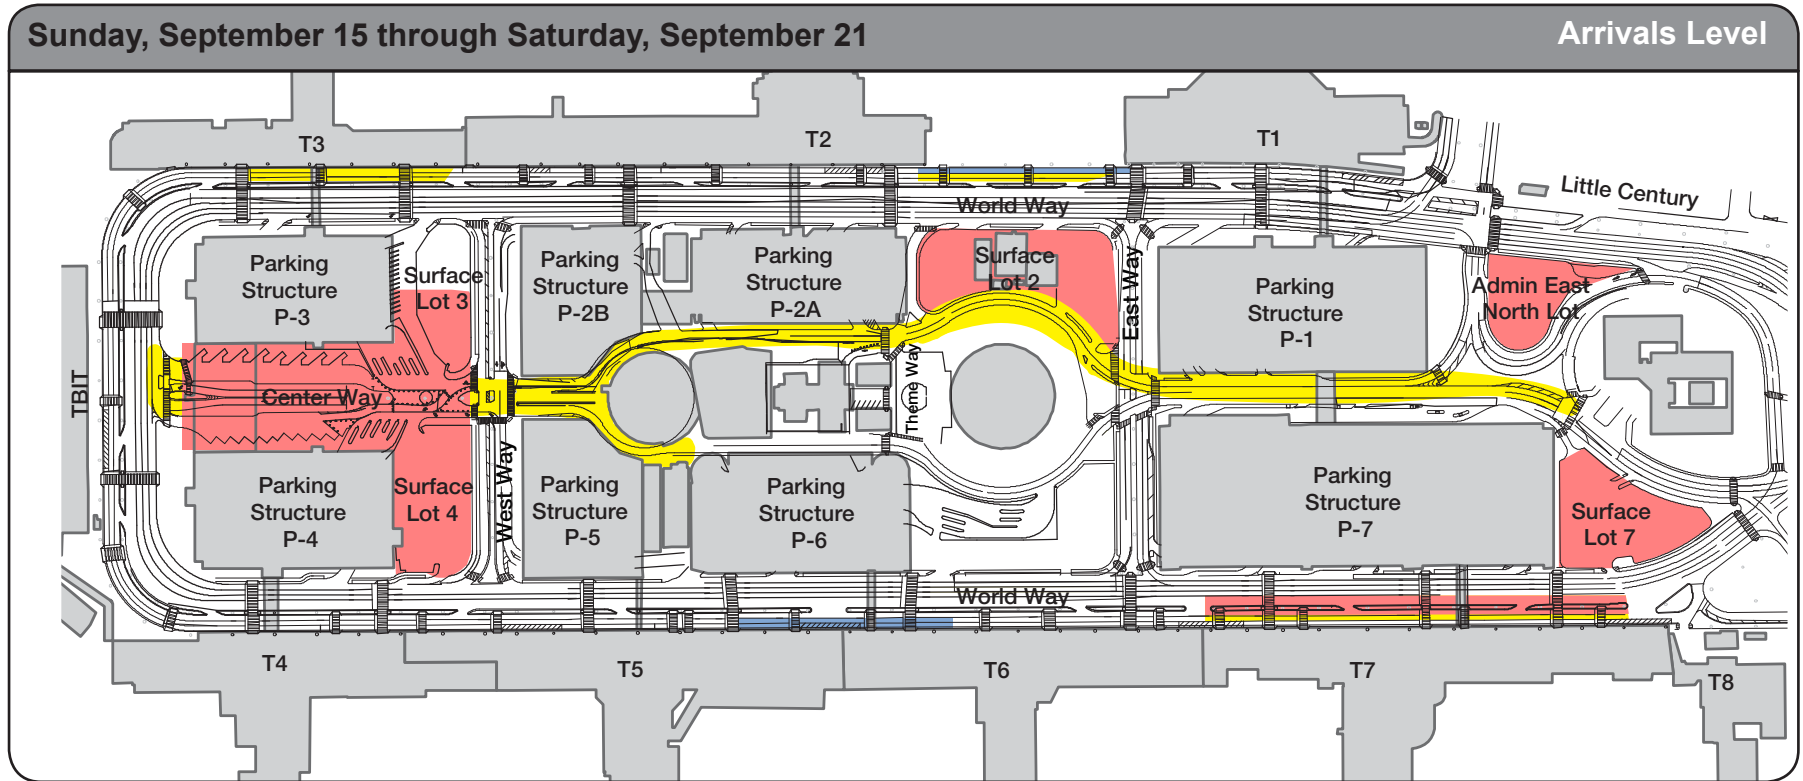 Sunday, September 15 through Saturday, September 21
Arrivals Level
T3
T2
T1
Little Century
World Way
Parking
Structure
P-3
Surface
Lot 3
Parking
Structure
P-2B
Parking
Structure
P-2A
Surface
Lot 2
East Way
Parking
Structure
P-1
Admin East
North Lot
TBIT
Center Way
Theme Way
West Way
Parking
Structure
P-4
Surface
Lot 4
Parking
Structure
P-5
Parking
Structure
P-6
Parking
Structure
P-7
Surface
Lot 7
World Way
T4
T5
T6
T7
T8